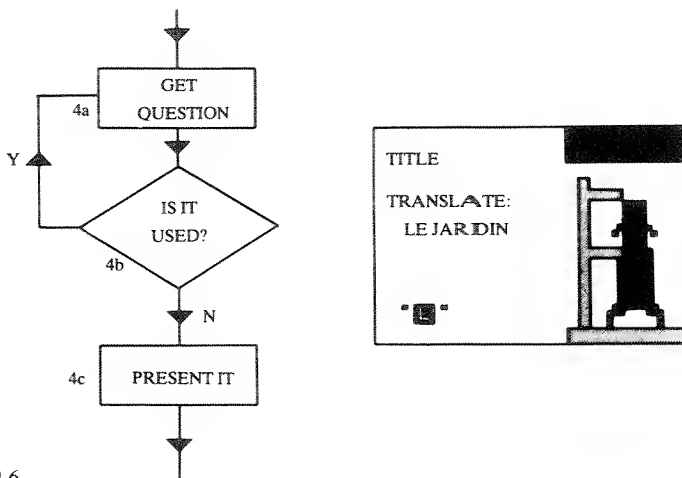 GET
QUESTION
4a
Y
IS IT
USED?
4b
N
4c
PRESENT IT
TITLE
TRANSLATE:
LE JARDIN
" L "